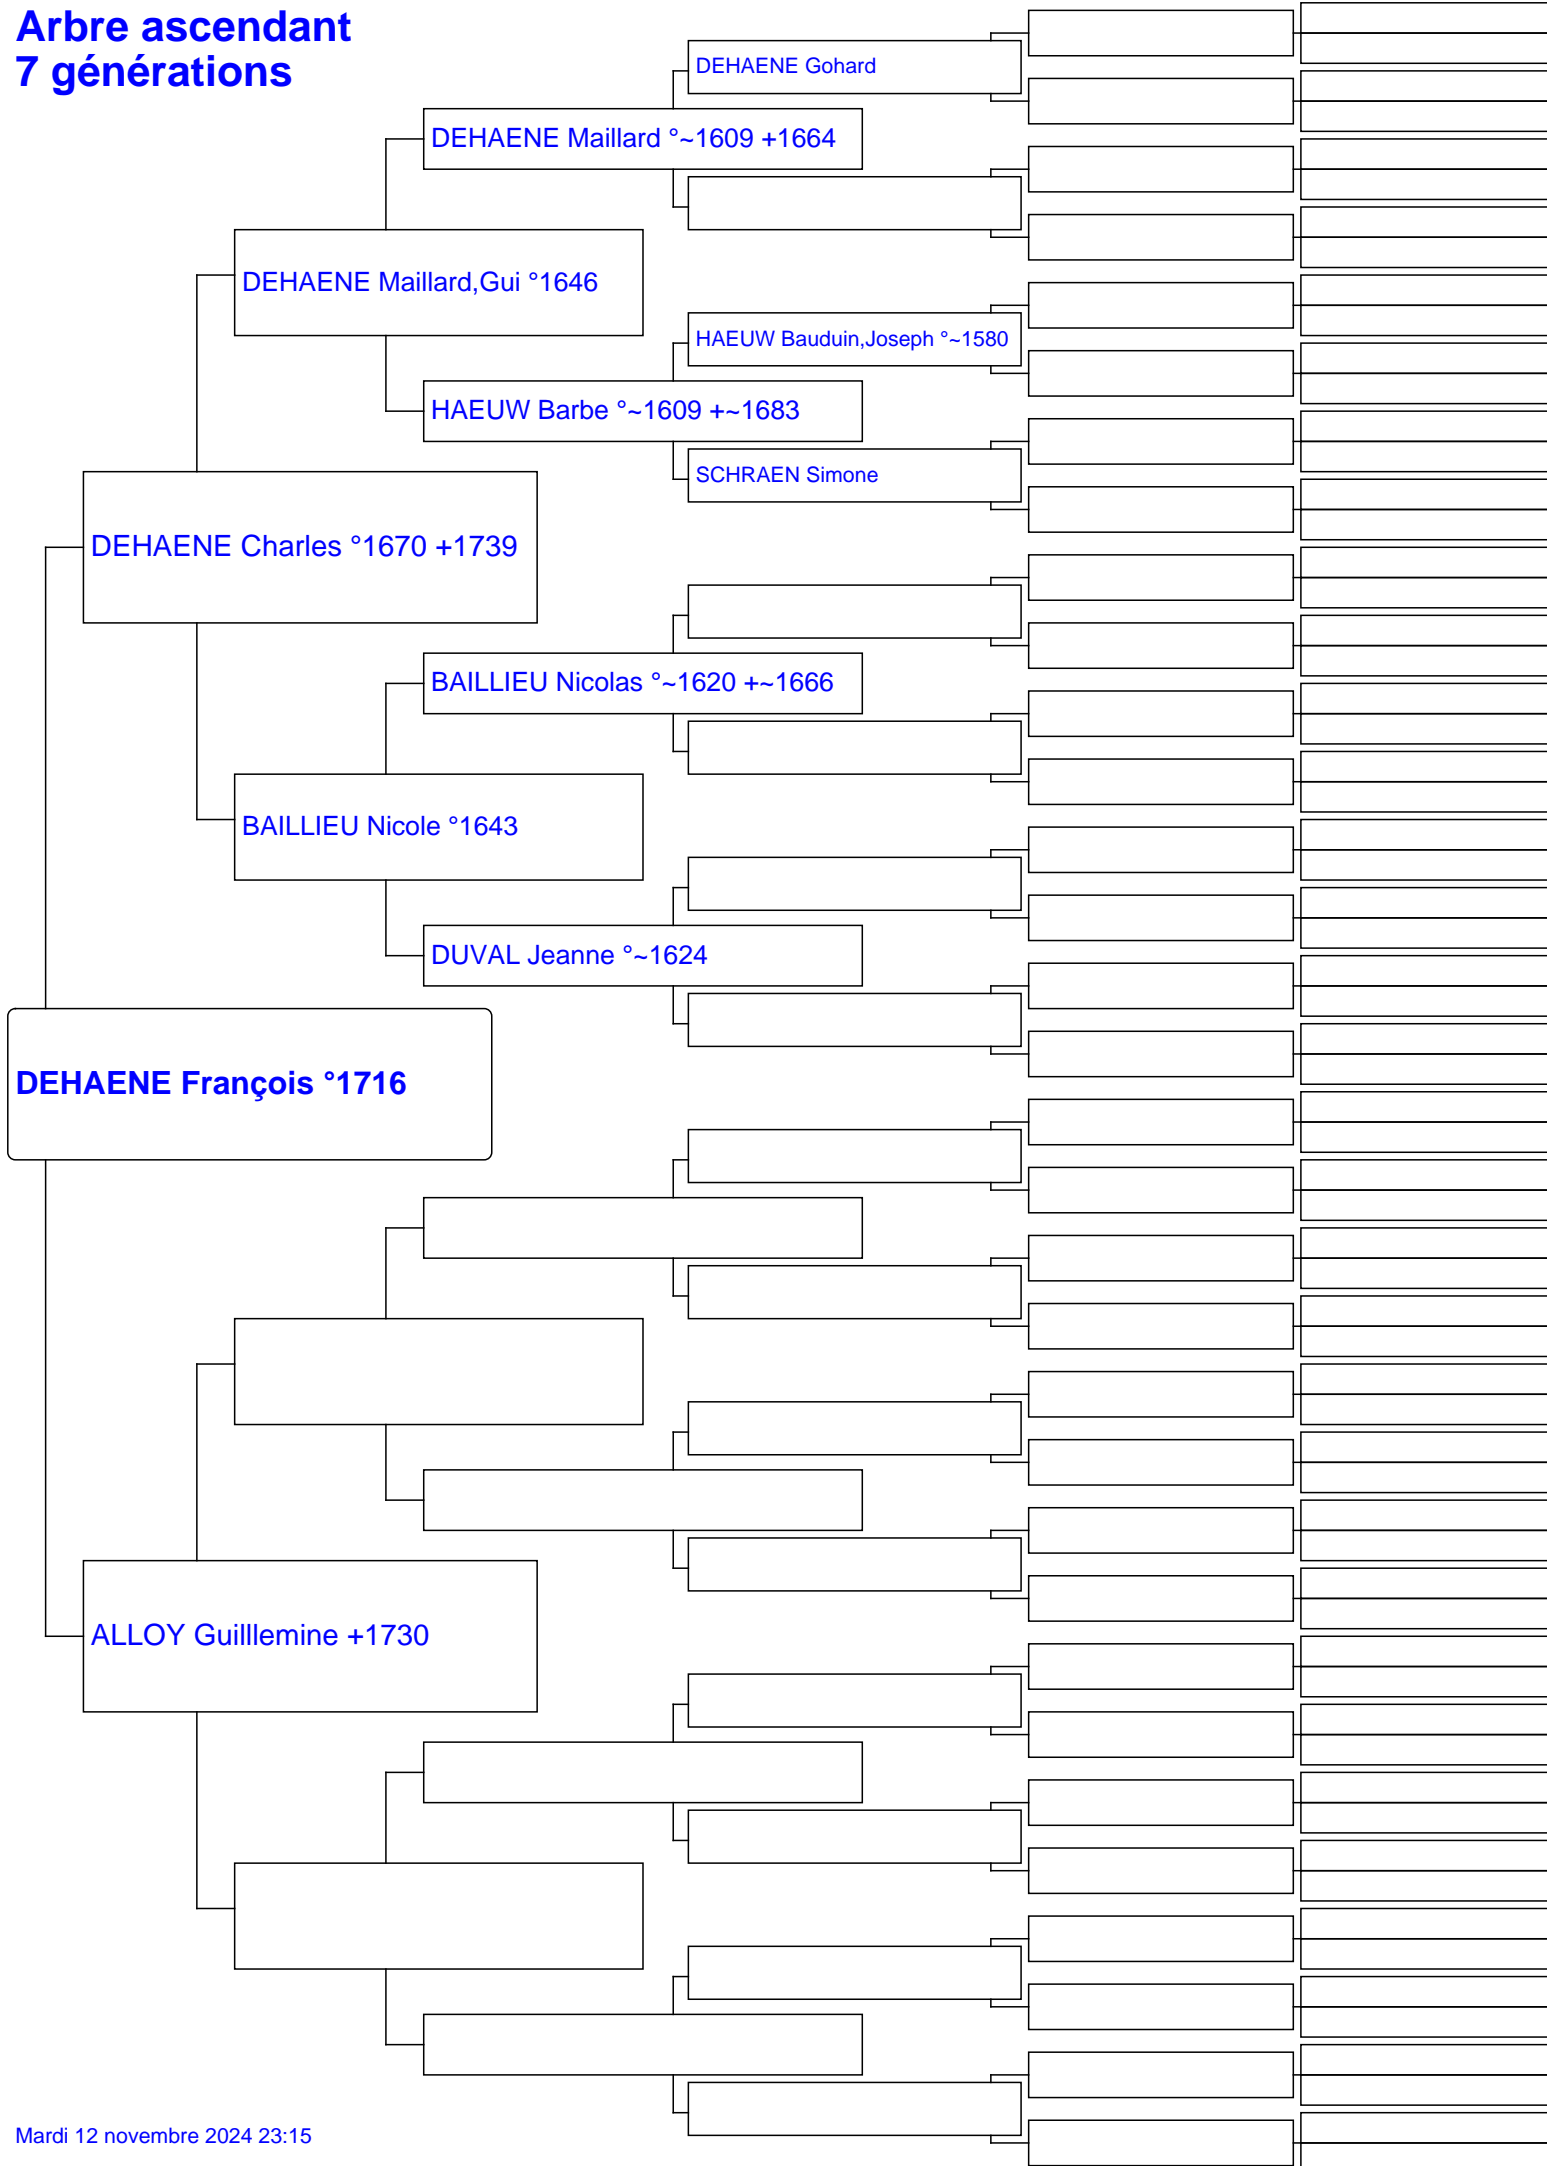 Arbre ascendant
7 générations
DEHAENE Gohard
DEHAENE Maillard °~1609 +1664
DEHAENE Maillard,Gui °1646
HAEUW Bauduin,Joseph °~1580
HAEUW Barbe °~1609 +~1683
SCHRAEN Simone
DEHAENE Charles °1670 +1739
BAILLIEU Nicolas °~1620 +~1666
BAILLIEU Nicole °1643
DUVAL Jeanne °~1624
DEHAENE François °1716
ALLOY Guilllemine +1730
Mardi 12 novembre 2024 23:15